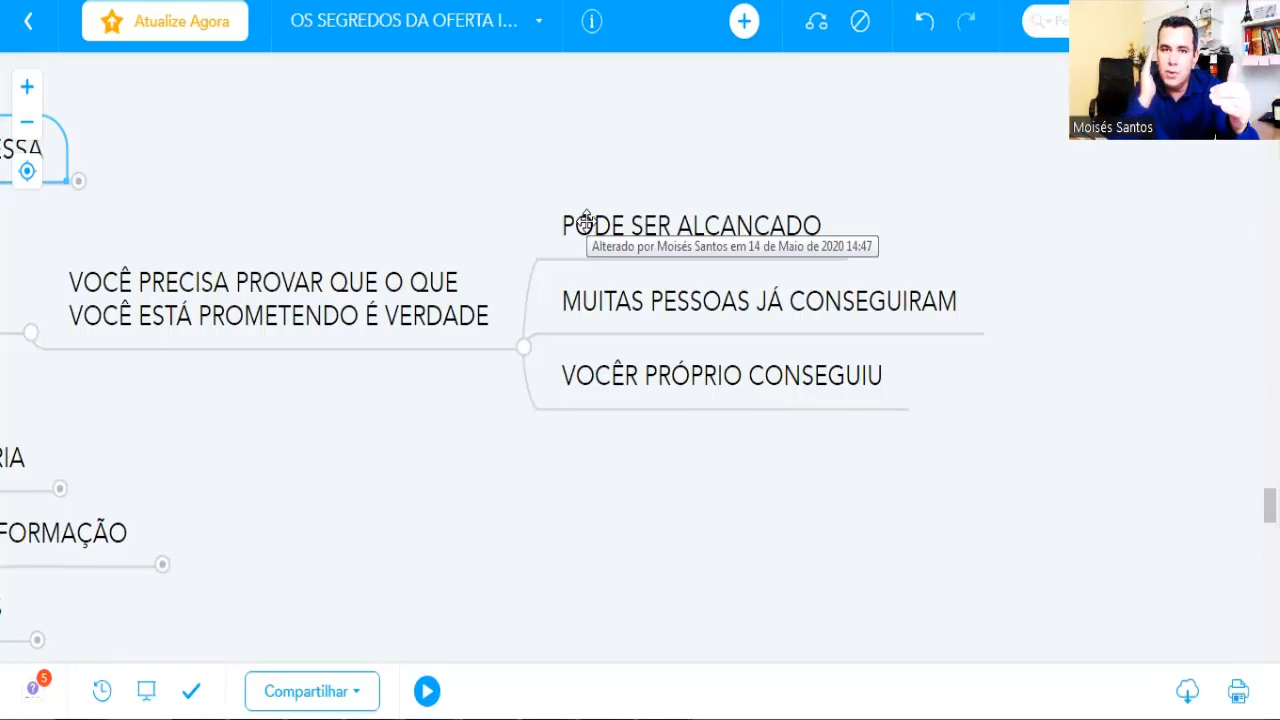 Atualize Agora
OS SEGREDOS DA OFERTA I...
Pe
Moisés Santos
ESSA
PODE SER ALCANCADO
Alterado por Moisés Santos em 14 de Maio de 2020 14:47
VOCÊ PRECISA PROVAR QUE O QUE
VOCÊ ESTÁ PROMETENDO É VERDADE
MUITAS PESSOAS JÁ CONSEGUIRAM
VOCÊR PRÓPRIO CONSEGUIU
RIA
FORMAÇÃO
S
5
Compartilhar